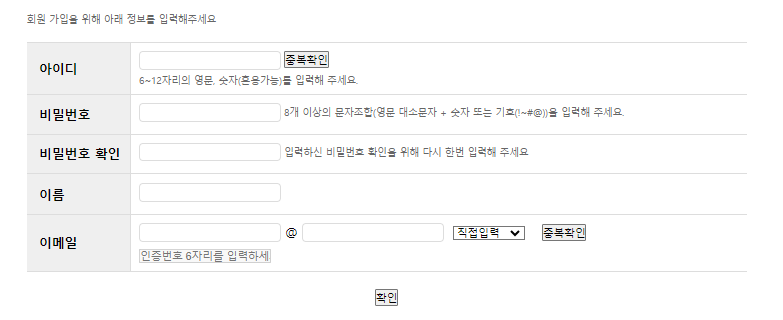 회원 가입을 위해 아래 정보를 입력해주세요
아이디
중복확인
6~12자리의 영문, 숫자(혼용가능)를 입력해 주세요.
비밀번호
8개 이상의 문자조합(영문 대소문자 + 숫자 또는 기호(!~#@))을 입력해 주세요.
비밀번호 확인
입력하신 비밀번호 확인을 위해 다시 한번 입력해 주세요
이름
이메일
@
직접입력
중복확인
인증번호 6자리를 입력하세
확인